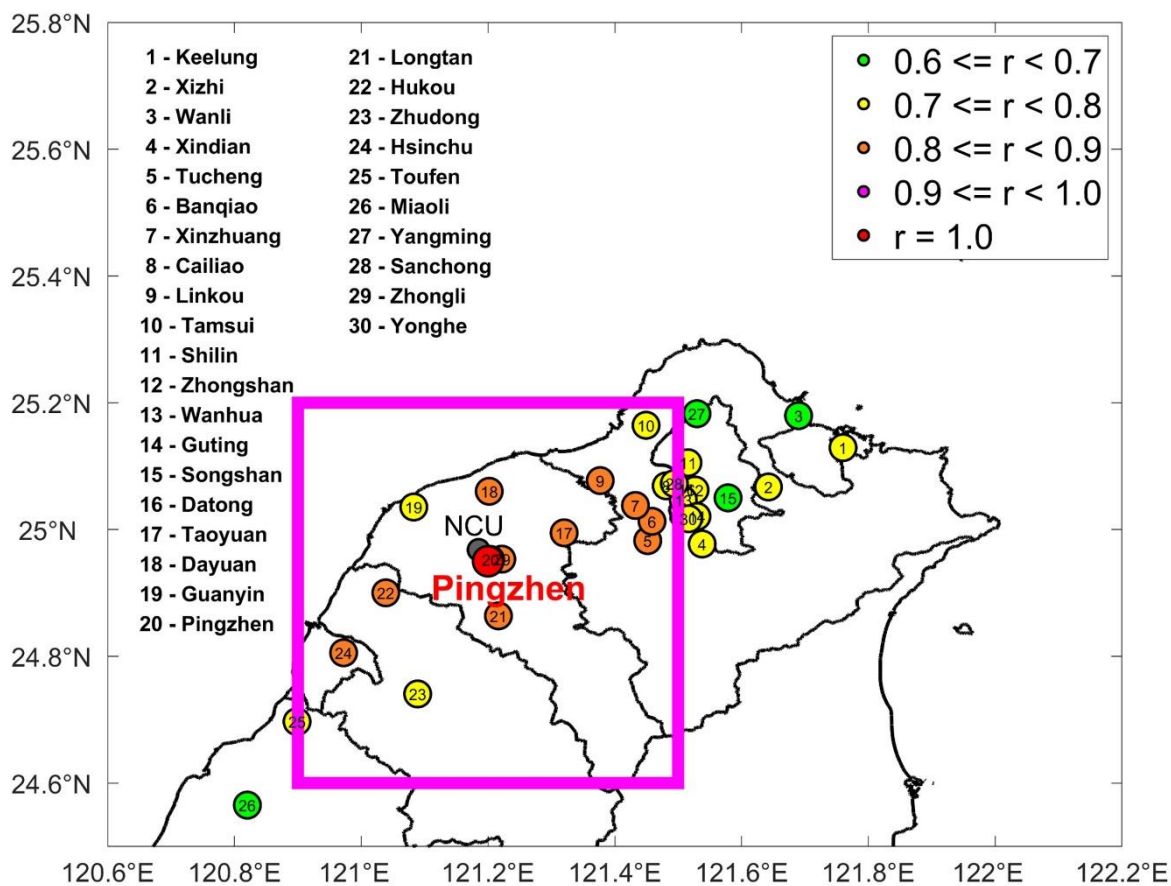 25.8°N
25.6°N
25.4°N
25.2°N
25°N
24.8°N
24.6°N
1 - Keelung
2 - Xizhi
3 - Wanli
4 - Xindian
5 - Tucheng
6 - Banqiao
7 - Xinzhuang
8 - Cailiao
9 - Linkou
10 - Tamsui
11 - Shilin
12 - Zhongshan
13 - Wanhua
14 - Guting
15 - Songshan
16 - Datong
17 - Taoyuan
18 - Dayuan
19 - Guanyin
20 - Pingzhen
21 - Longtan
22 - Hukou
23 - Zhudong
24 - Hsinchu
25 - Toufen
26 - Miaoli
27 - Yangming
28 - Sanchong
29 - Zhongli
30 - Yonghe
0.6 <= r < 0.7
0.7 <= r < 0.8
0.8 <= r < 0.9
0.9 <= r < 1.0
r = 1.0
27
3
10
1
11
9
28
2
18
15
7
19
6
30
17
5
4
NCU
20
Pingzhen
22
21
24
23
25
26
120.6°E
120.8°E
121°E
121.2°E
121.4°E
121.6°E
121.8°E
122°E
122.2°E